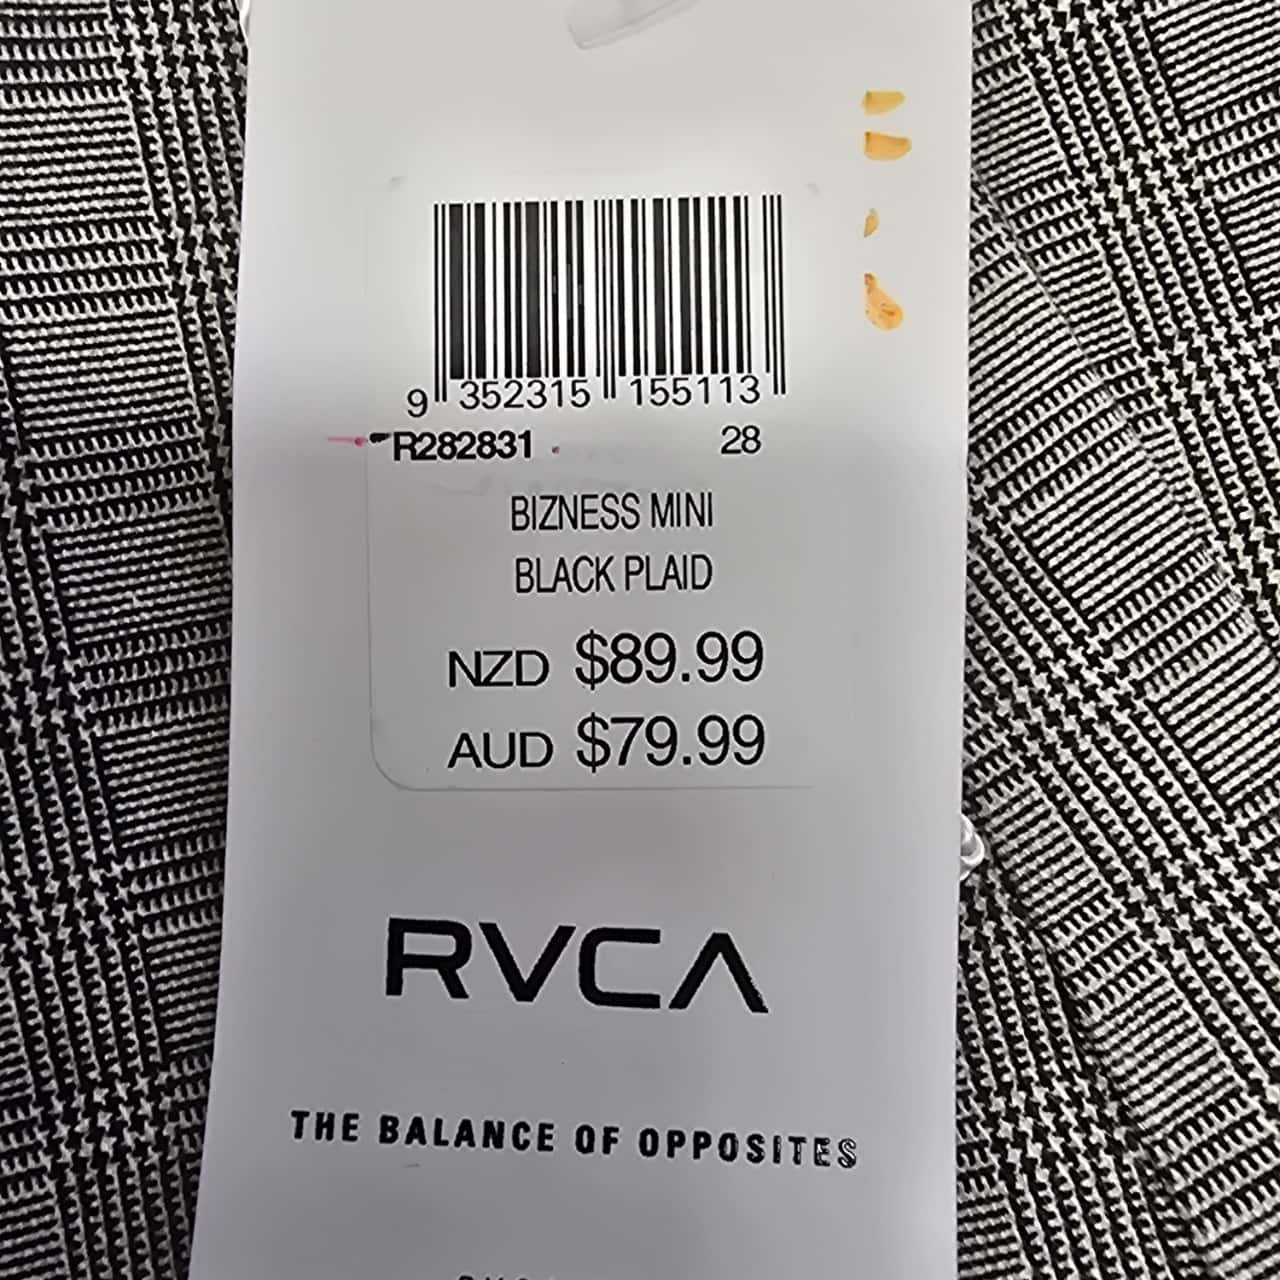 9 352315 155113
R282831 28
BIZNESS MINI
BLACK PLAID
NZD $89.99
AUD $79.99
RVCA
THE BALANCE OF OPPOSITES